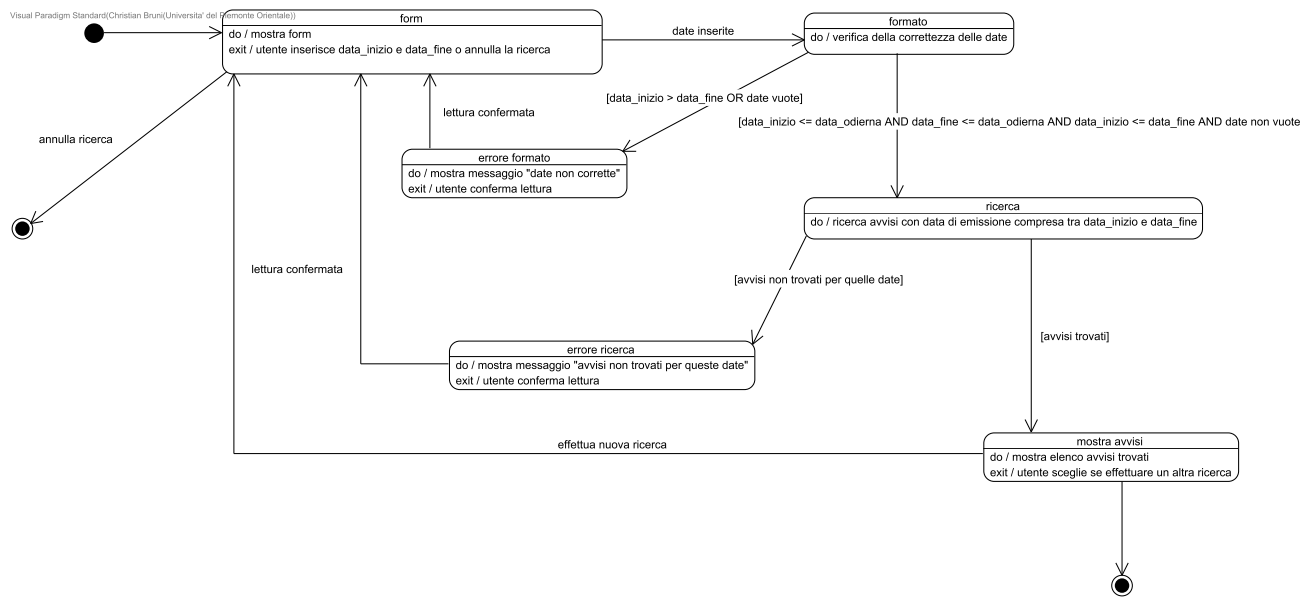 Visual Paradigm Standard(Christian Bruni(Universita' del Piemonte Orientale))
form
do / mostra form
exit / utente inserisce data_inizio e data_fine o annulla la ricerca
date inserite
formato
do / verifica della correttezza delle date
[data_inizio > data_fine OR date vuote]
lettura confermata
[data_inizio <= data_odierna AND data_fine <= data_odierna AND data_inizio <= data_fine AND date non vuote
annulla ricerca
errore formato
do / mostra messaggio "date non corrette"
exit / utente conferma lettura
ricerca
do / ricerca avvisi con data di emissione compresa tra data_inizio e data_fine
lettura confermata
[avvisi non trovati per quelle date]
[avvisi trovati]
errore ricerca
do / mostra messaggio "avvisi non trovati per queste date"
exit / utente conferma lettura
effettua nuova ricerca
mostra avvisi
do / mostra elenco avvisi trovati
exit / utente sceglie se effettuare un altra ricerca